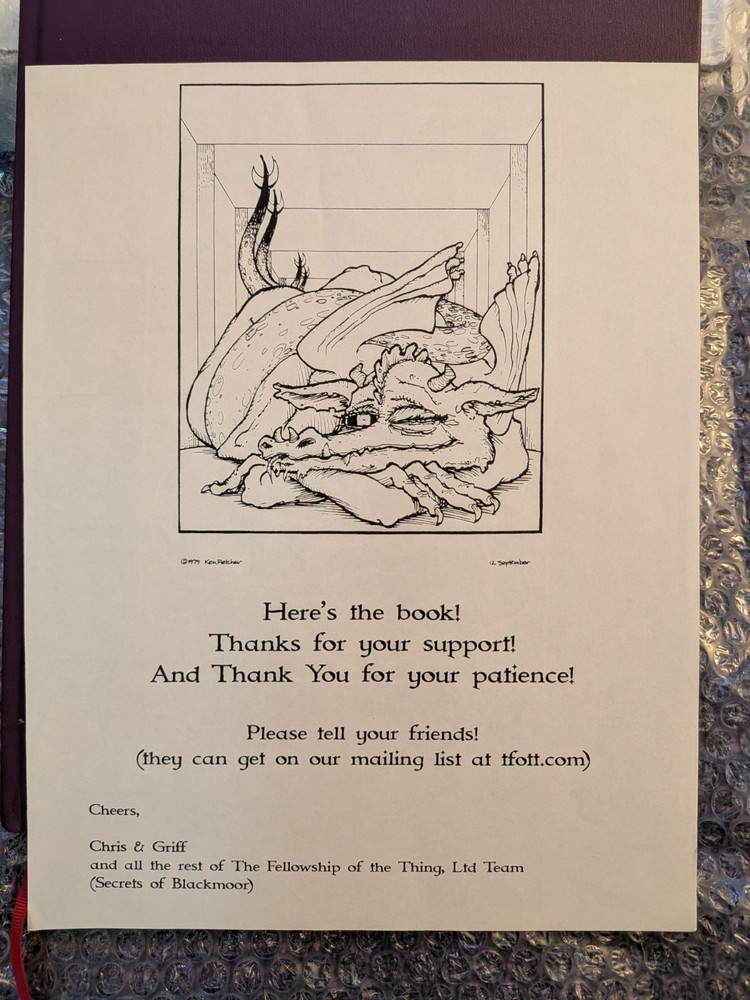 ©1979 Ken Fletcher
12 September
Here's the book!
Thanks for your support!
And Thank You for your patience!
Please tell your friends!
(they can get on our mailing list at tfott.com)
Cheers,
Chris & Griff
and all the rest of The Fellowship of the Thing, Ltd Team
(Secrets of Blackmoor)